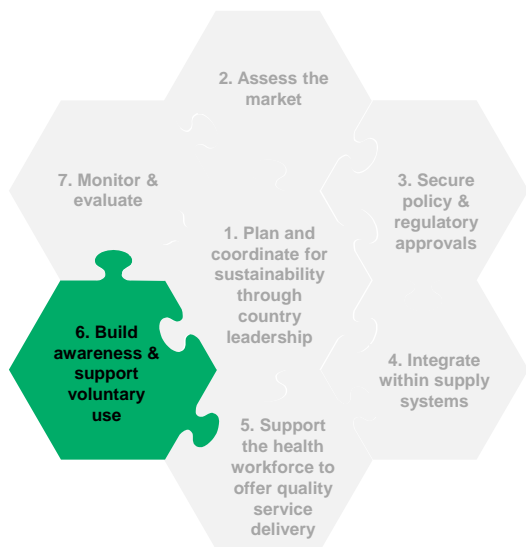 2. Assess the
market
7. Monitor &
evaluate
3. Secure
policy &
regulatory
approvals
1. Plan and
coordinate for
sustainability
through
country
leadership
6. Build
awareness &
support
voluntary
use
4. Integrate
within supply
systems
5. Support
the health
workforce to
offer quality
service
delivery